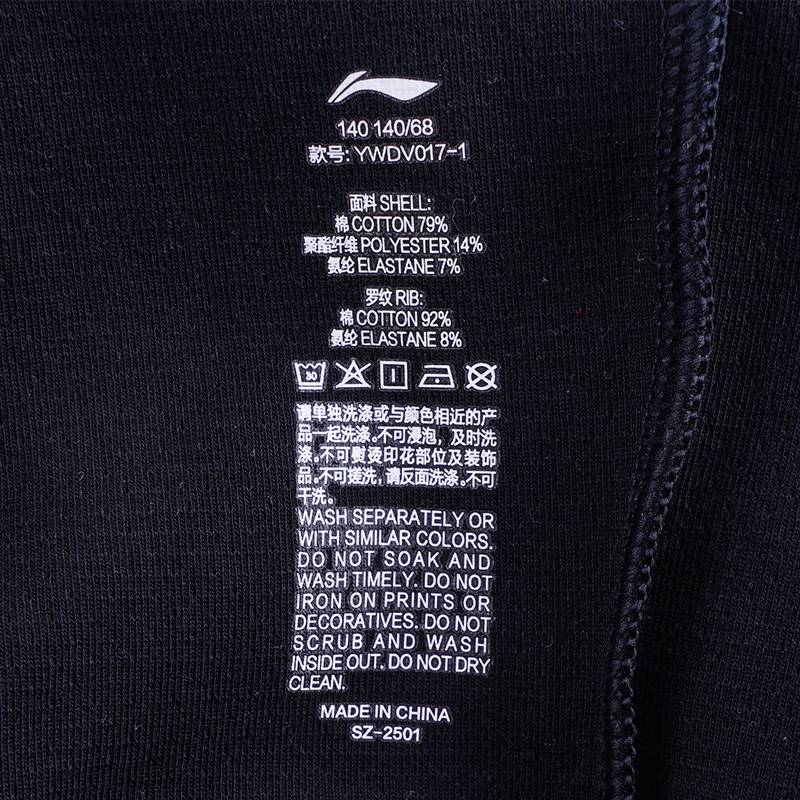 140 140/68
款号: YWDV017-1
面料 SHELL:
棉 COTTON 79%
聚酯纤维 POLYESTER 14%
氨纶 ELASTANE 7%
罗纹 RIB:
棉 COTTON 92%
氨纶 ELASTANE 8%
30
请单独洗涤或与颜色相近的产
品一起洗涤。不可浸泡，及时洗
涤。不可熨烫印花部位及装饰
品。不可搓洗，请反面洗涤。不可
干洗。
WASH SEPARATELY OR
WITH SIMILAR COLORS.
DO NOT SOAK AND
WASH TIMELY. DO NOT
IRON ON PRINTS OR
DECORATIVES. DO NOT
SCRUB AND WASH
INSIDE OUT. DO NOT DRY
CLEAN.
MADE IN CHINA
SZ-2501